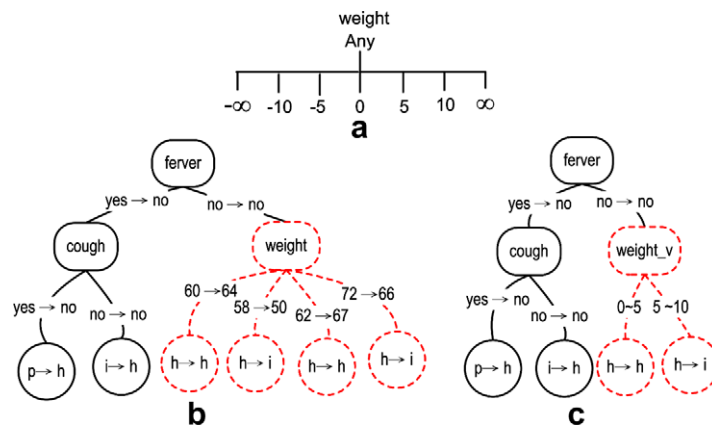 weight
Any
-∞ -10 -5 0 5 10 ∞
a
ferver
yes → no no → no
cough weight
60 →64 58 →50 62 →67 72 →66
yes → no no → no
p → h i → h h → h h → i h → h h → i
b
ferver
yes → no no → no
cough weight_v
yes → no no → no 0~5 5 ~10
p → h i → h h → h h → i
c